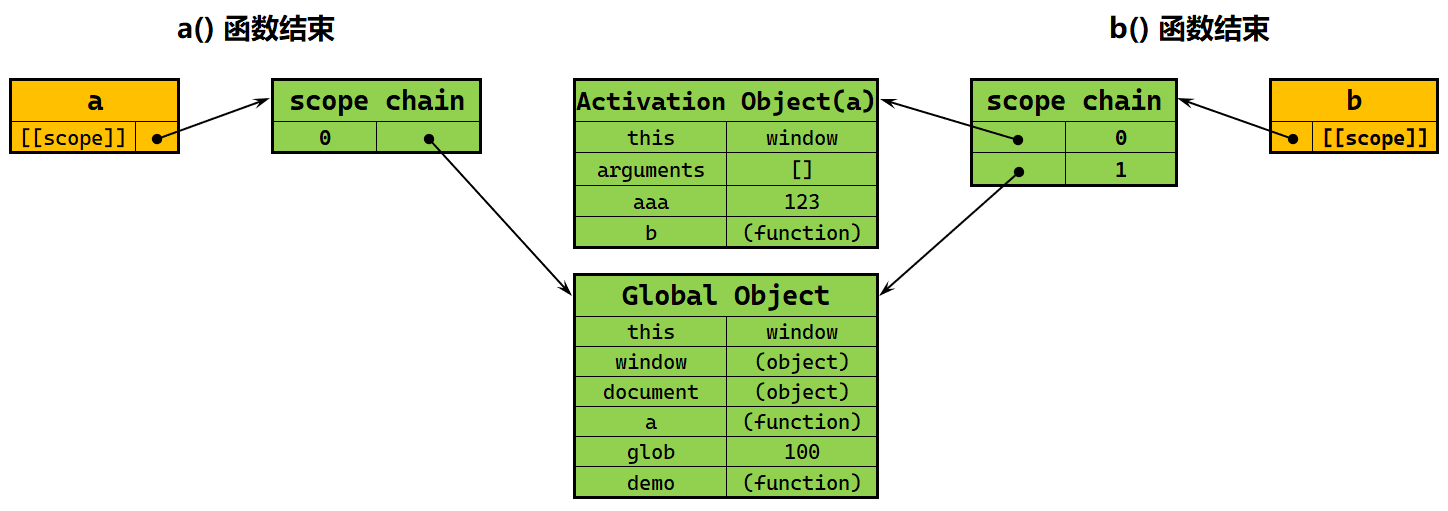 a() 函数结束
b() 函数结束
a
[[scope]]
scope chain
0
Activation Object(a)
this window
arguments []
aaa 123
b (function)
Global Object
this window
window (object)
document (object)
a (function)
glob 100
demo (function)
scope chain
0
1
b
[[scope]]